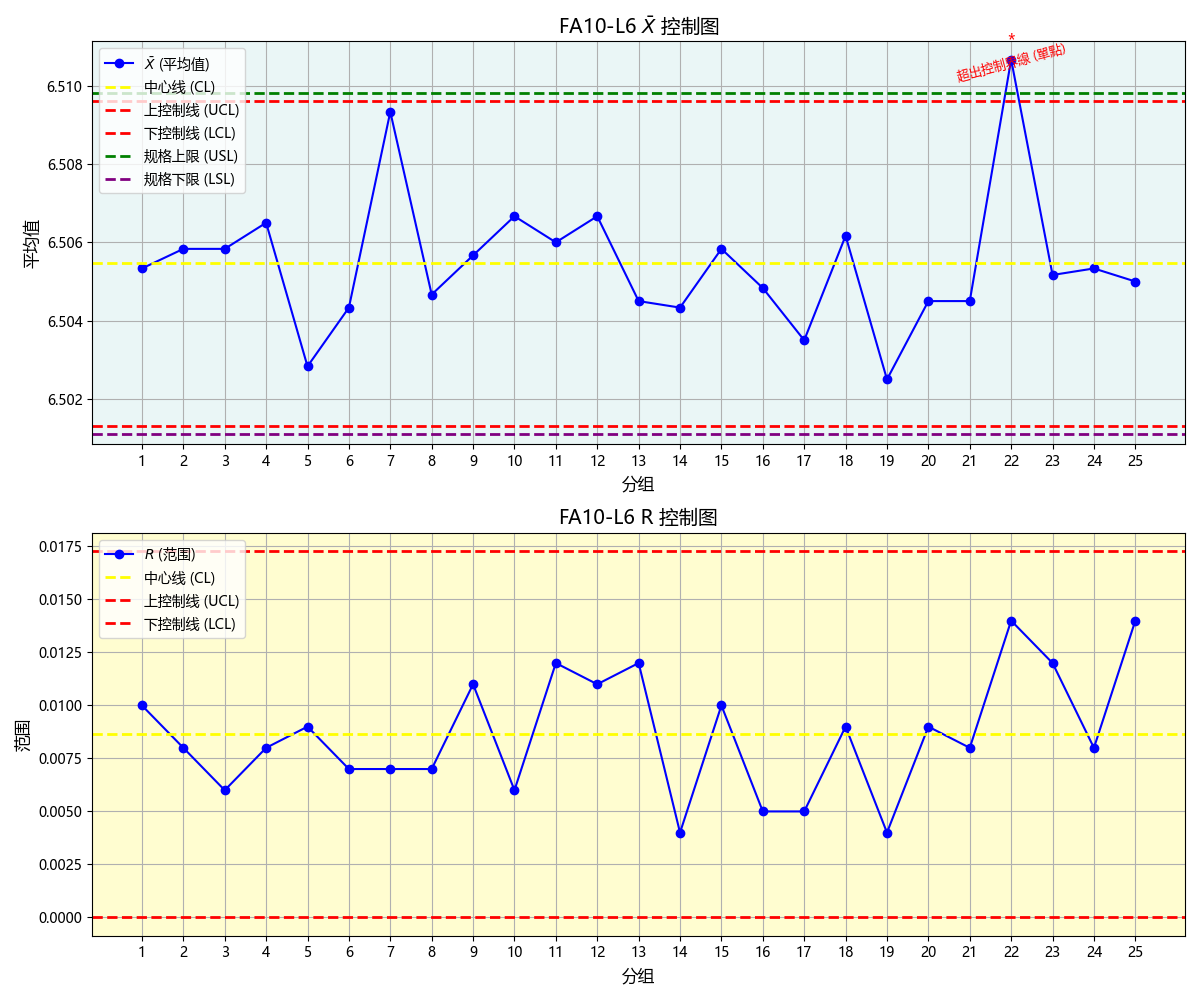 FA10-L6 X̄ 控制图
*
超出控制界線 (單點)
X̄ (平均值)
中心线 (CL)
上控制线 (UCL)
下控制线 (LCL)
规格上限 (USL)
规格下限 (LSL)
平均值
6.510
6.508
6.506
6.504
6.502
1 2 3 4 5 6 7 8 9 10 11 12 13 14 15 16 17 18 19 20 21 22 23 24 25
分组
FA10-L6 R 控制图
R (范围)
中心线 (CL)
上控制线 (UCL)
下控制线 (LCL)
范围
0.0175
0.0150
0.0125
0.0100
0.0075
0.0050
0.0025
0.0000
1 2 3 4 5 6 7 8 9 10 11 12 13 14 15 16 17 18 19 20 21 22 23 24 25
分组